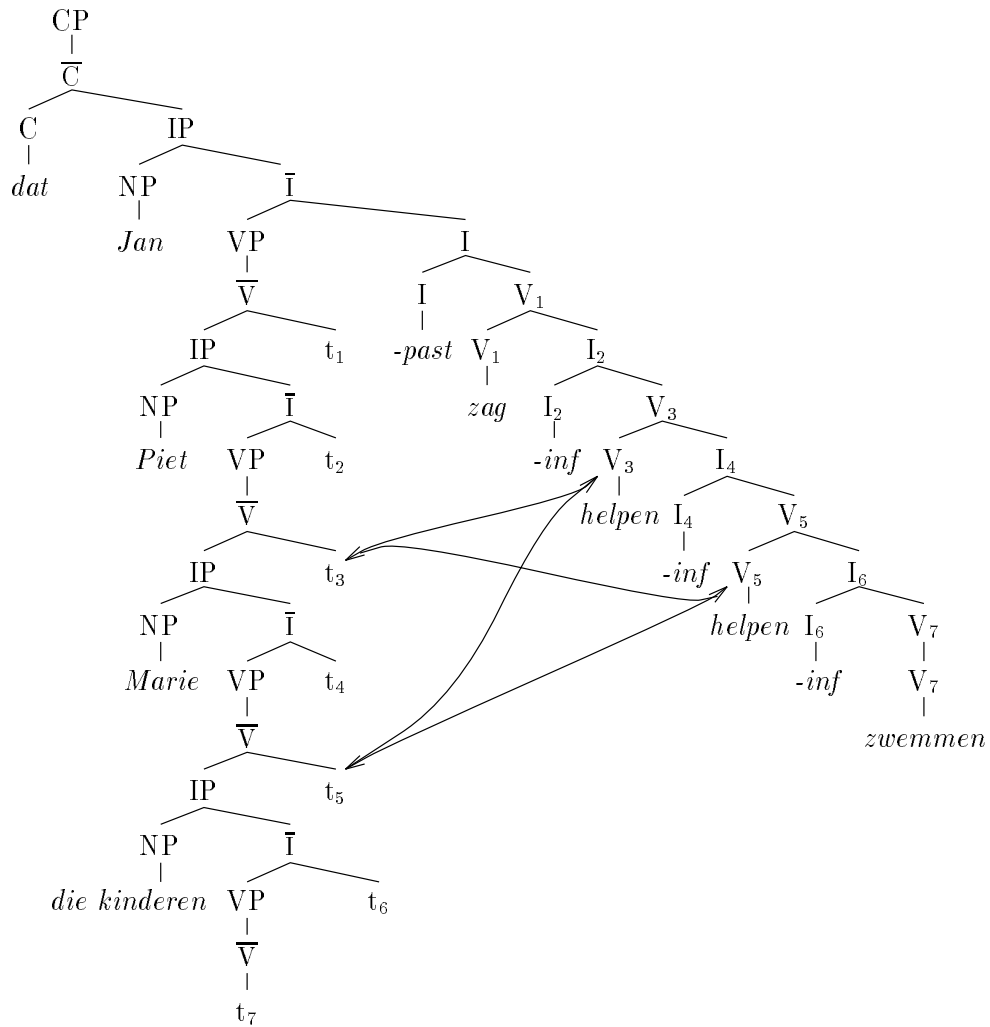 CP
C̅
C IP
dat NP I̅
Jan VP I
V̅ I V₁
IP t₁ -past V₁ I₂
NP I̅ zag I₂ V₃
Piet VP t₂ -inf V₃ I₄
V̅ helpen I₄ V₅
IP t₃ -inf V₅ I₆
NP I̅ helpen I₆ V₇
Marie VP t₄ -inf V₇
V̅ zwemmen
IP t₅
NP I̅
die kinderen VP t₆
V̅
t₇